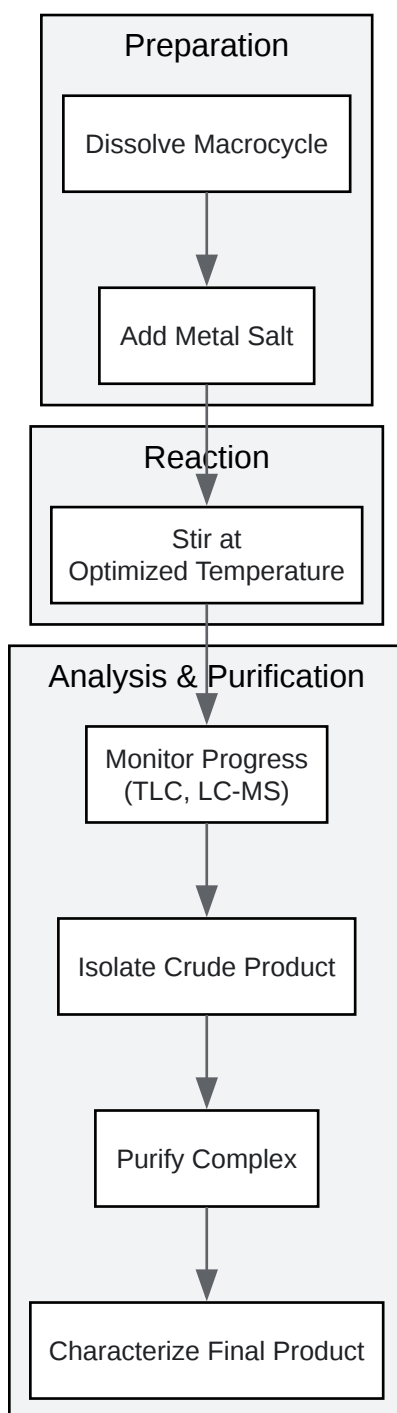 Preparation
Dissolve Macrocycle
Add Metal Salt
Reaction
Stir at
Optimized Temperature
Analysis & Purification
Monitor Progress
(TLC, LC-MS)
Isolate Crude Product
Purify Complex
Characterize Final Product